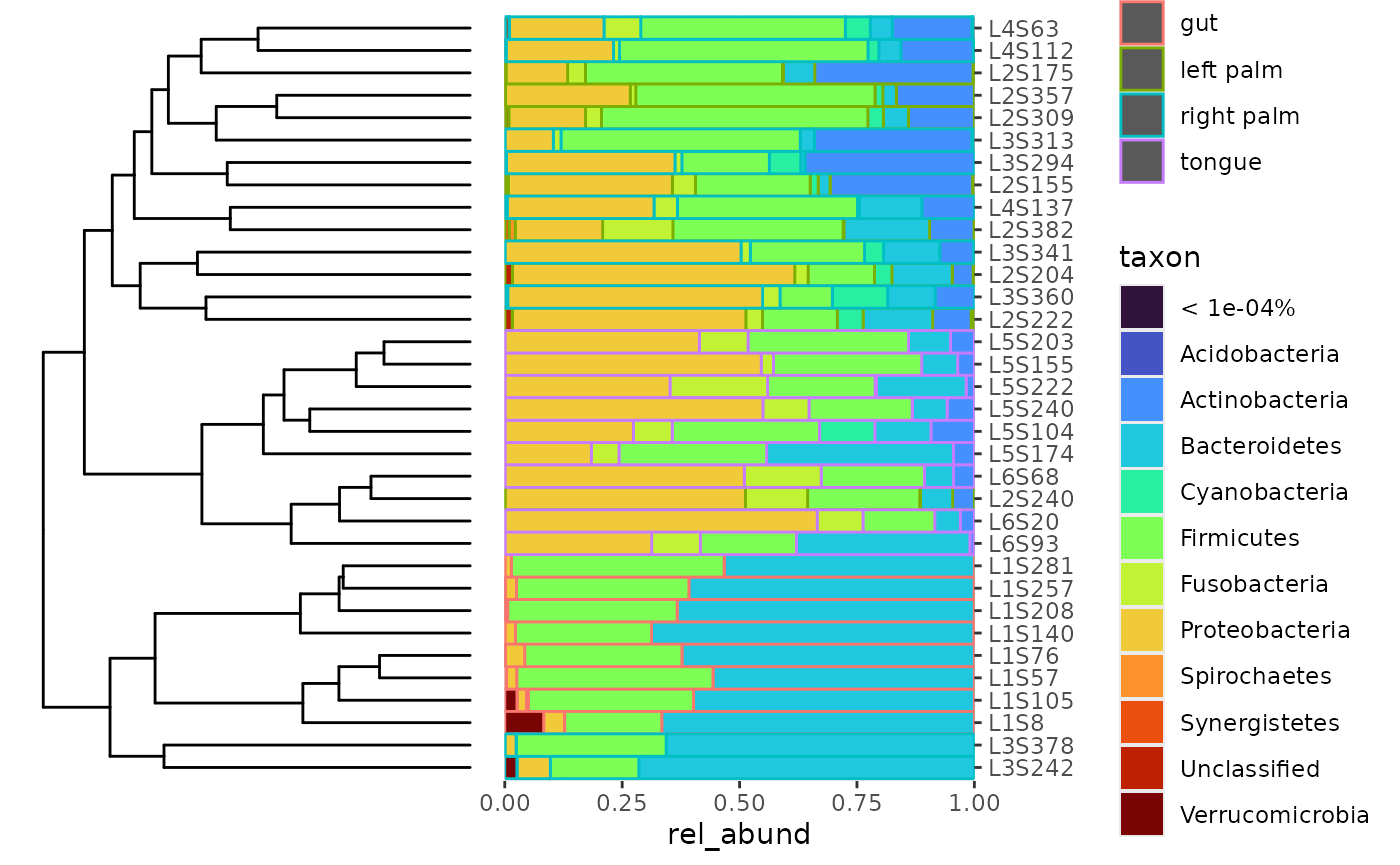 L4S63
L4S112
L2S175
L2S357
L2S309
L3S313
L3S294
L2S155
L4S137
L2S382
L3S341
L2S204
L3S360
L2S222
L5S203
L5S155
L5S222
L5S240
L5S104
L5S174
L6S68
L2S240
L6S20
L6S93
L1S281
L1S257
L1S208
L1S140
L1S76
L1S57
L1S105
L1S8
L3S378
L3S242
0.00 0.25 0.50 0.75 1.00
rel_abund
gut
left palm
right palm
tongue
taxon
< 1e-04%
Acidobacteria
Actinobacteria
Bacteroidetes
Cyanobacteria
Firmicutes
Fusobacteria
Proteobacteria
Spirochaetes
Synergistetes
Unclassified
Verrucomicrobia